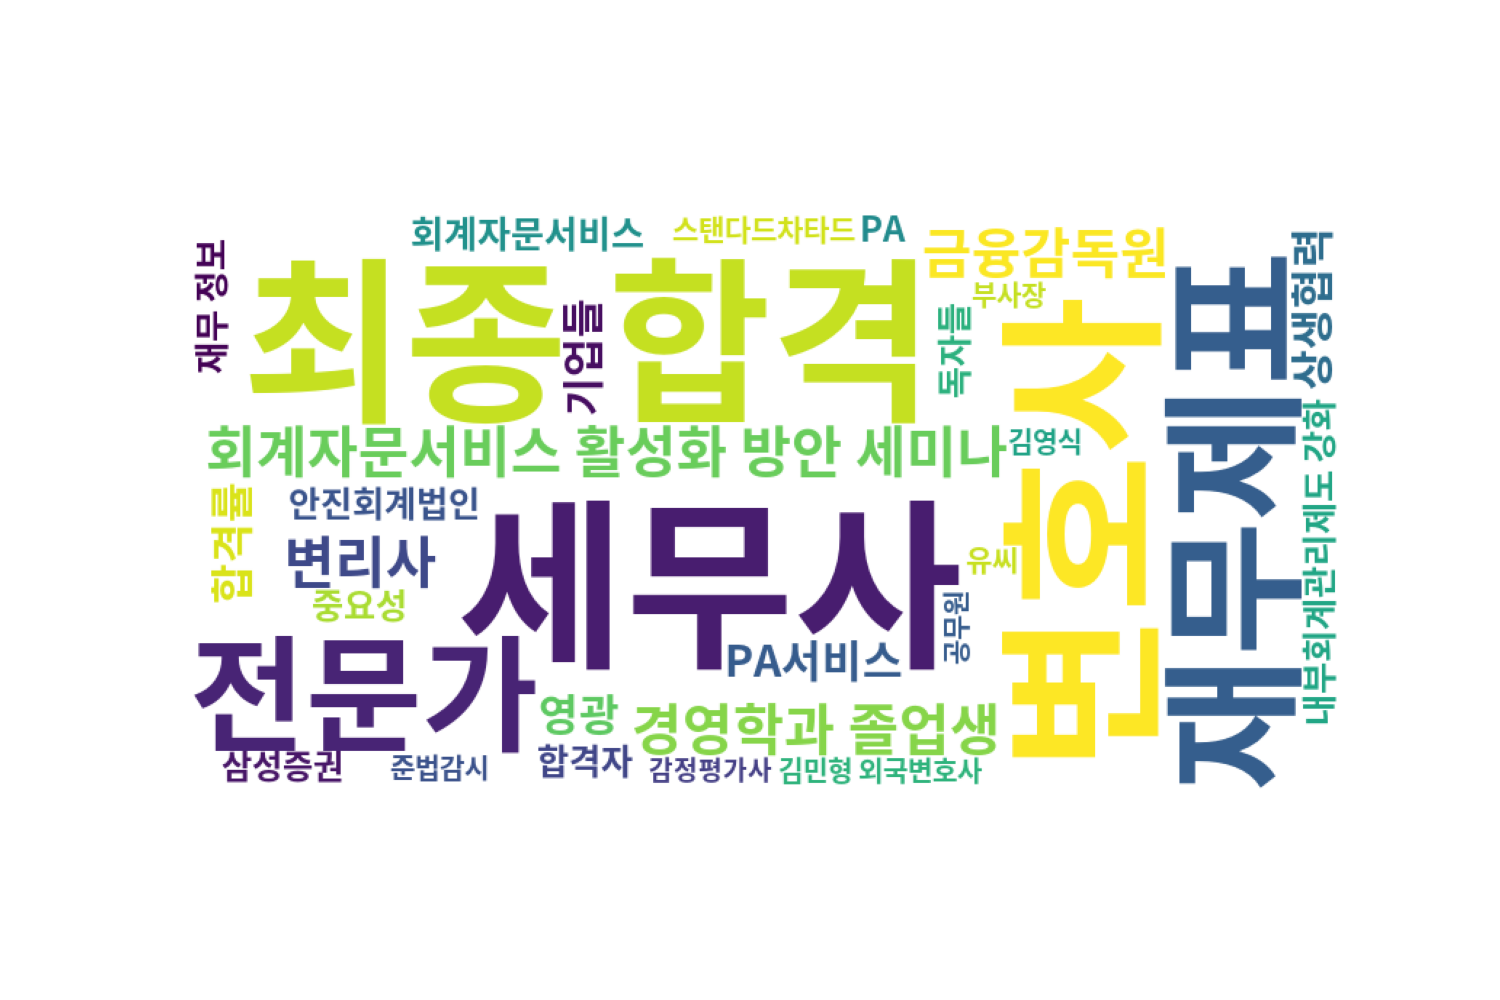 회계자문서비스
스탠다드차타드
PA
금융감독원
상생협력
재무 정보
최종 합격
기업들
독자들
부사장
변호사
재무제표
회계자문서비스 활성화 방안 세미나
김영식
내부회계관리제도 강화
합격률
안진회계법인
변리사
중요성
세무사
유씨
공무원
전문가
PA서비스
영광
경영학과 졸업생
삼성증권
준법감시
합격자
감정평가사
김민형 외국변호사